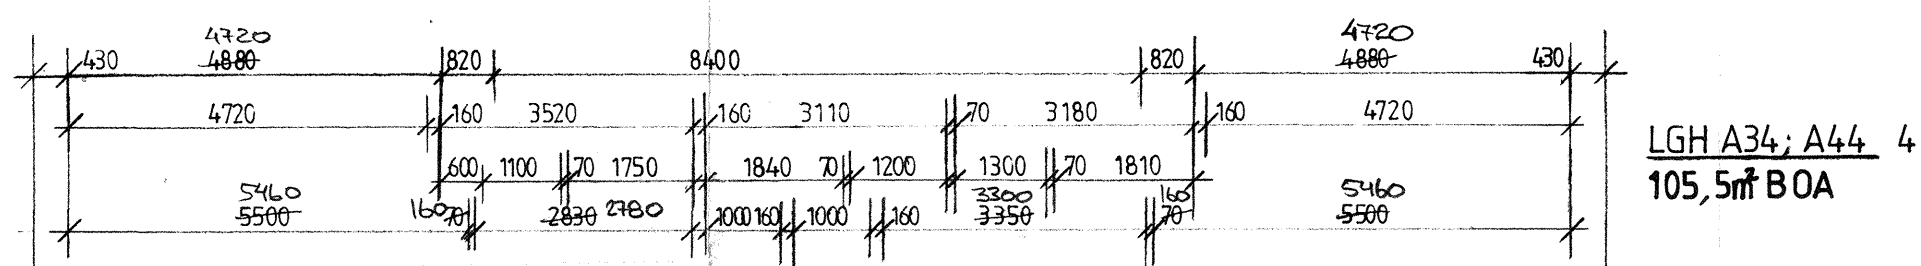 4720 4720
430 4880 820 8400 820 4880 430
4720 160 3520 160 3110 70 3180 160 4720
600 1100 70 1750 1840 70 1200 1300 70 1810
5460 160 2780 3300 160 5460
5500 70 2830 1000 160 1000 160 3350 70 5500
LGH A34; A44 4
105,5m² BOA